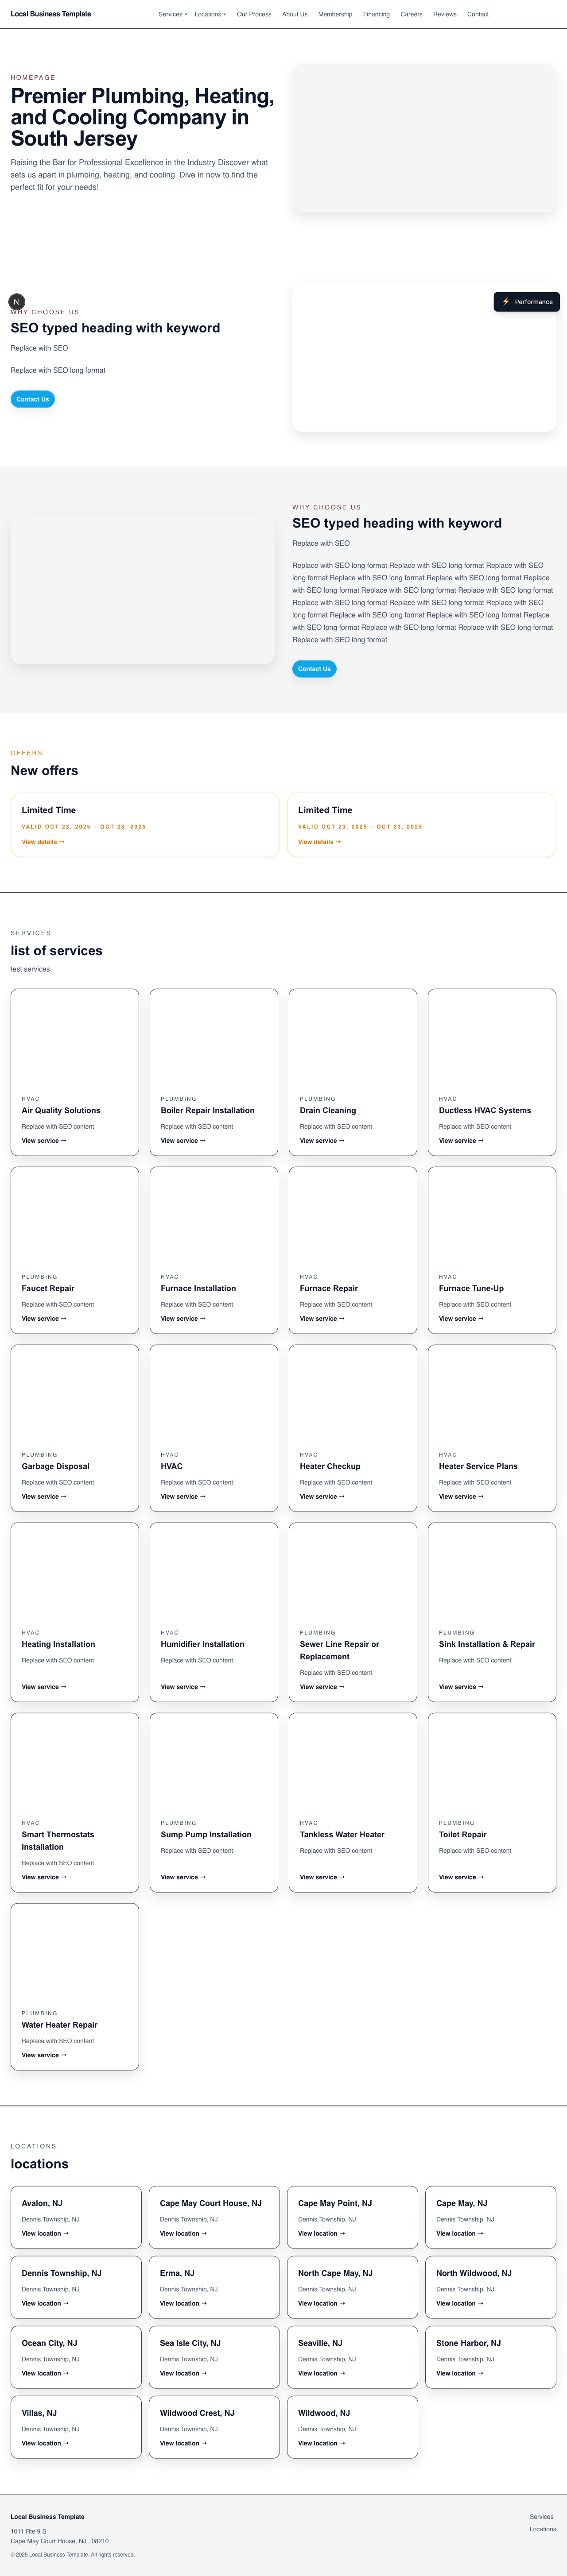 Local Business Template
Services Locations Our Process About Us Membership Financing Careers Reviews Contact
HOMEPAGE
Premier Plumbing, Heating,
and Cooling Company in
South Jersey
Raising the Bar for Professional Excellence in the Industry Discover what
sets us apart in plumbing, heating, and cooling. Dive in now to find the
perfect fit for your needs!
N
⚡ Performance
WHY CHOOSE US
SEO typed heading with keyword
Replace with SEO
Replace with SEO long format
Contact Us
WHY CHOOSE US
SEO typed heading with keyword
Replace with SEO
Replace with SEO long format Replace with SEO long format Replace with SEO
long format Replace with SEO long format Replace with SEO long format Replace
with SEO long format Replace with SEO long format Replace with SEO long format
Replace with SEO long format Replace with SEO long format Replace with SEO
long format Replace with SEO long format Replace with SEO long format Replace
with SEO long format Replace with SEO long format Replace with SEO long format
Replace with SEO long format
Contact Us
OFFERS
New offers
Limited Time
VALID OCT 23, 2025 – OCT 23, 2025
View details →
Limited Time
VALID OCT 23, 2025 – OCT 23, 2025
View details →
SERVICES
list of services
test services
HVAC
Air Quality Solutions
Replace with SEO content
View service →
PLUMBING
Boiler Repair Installation
Replace with SEO content
View service →
PLUMBING
Drain Cleaning
Replace with SEO content
View service →
HVAC
Ductless HVAC Systems
Replace with SEO content
View service →
PLUMBING
Faucet Repair
Replace with SEO content
View service →
HVAC
Furnace Installation
Replace with SEO content
View service →
HVAC
Furnace Repair
Replace with SEO content
View service →
HVAC
Furnace Tune-Up
Replace with SEO content
View service →
PLUMBING
Garbage Disposal
Replace with SEO content
View service →
HVAC
HVAC
Replace with SEO content
View service →
HVAC
Heater Checkup
Replace with SEO content
View service →
HVAC
Heater Service Plans
Replace with SEO content
View service →
HVAC
Heating Installation
Replace with SEO content
View service →
HVAC
Humidifier Installation
Replace with SEO content
View service →
PLUMBING
Sewer Line Repair or
Replacement
Replace with SEO content
View service →
PLUMBING
Sink Installation & Repair
Replace with SEO content
View service →
HVAC
Smart Thermostats
Installation
Replace with SEO content
View service →
PLUMBING
Sump Pump Installation
Replace with SEO content
View service →
HVAC
Tankless Water Heater
Replace with SEO content
View service →
PLUMBING
Toilet Repair
Replace with SEO content
View service →
PLUMBING
Water Heater Repair
Replace with SEO content
View service →
LOCATIONS
locations
Avalon, NJ
Dennis Township, NJ
View location →
Cape May Court House, NJ
Dennis Township, NJ
View location →
Cape May Point, NJ
Dennis Township, NJ
View location →
Cape May, NJ
Dennis Township, NJ
View location →
Dennis Township, NJ
Dennis Township, NJ
View location →
Erma, NJ
Dennis Township, NJ
View location →
North Cape May, NJ
Dennis Township, NJ
View location →
North Wildwood, NJ
Dennis Township, NJ
View location →
Ocean City, NJ
Dennis Township, NJ
View location →
Sea Isle City, NJ
Dennis Township, NJ
View location →
Seaville, NJ
Dennis Township, NJ
View location →
Stone Harbor, NJ
Dennis Township, NJ
View location →
Villas, NJ
Dennis Township, NJ
View location →
Wildwood Crest, NJ
Dennis Township, NJ
View location →
Wildwood, NJ
Dennis Township, NJ
View location →
Local Business Template
1011 Rte 9 S
Cape May Court House, NJ , 08210
© 2025 Local Business Template. All rights reserved.
Services
Locations